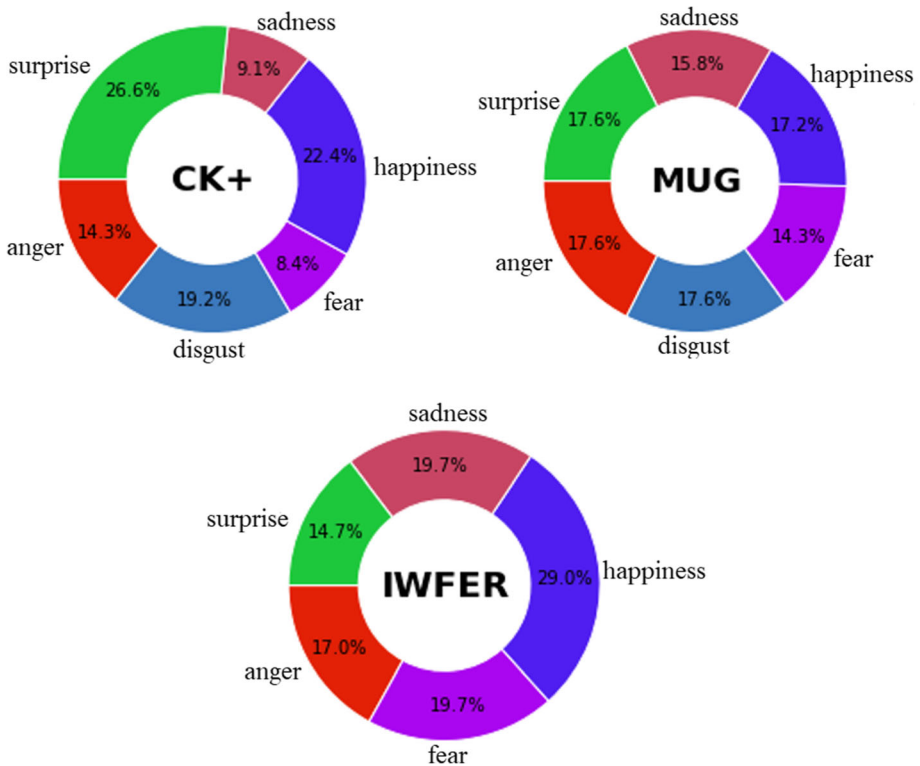 sadness
surprise
26.6%
9.1%
22.4%
happiness
CK+
14.3%
anger
8.4%
19.2%
fear
disgust
sadness
15.8%
happiness
surprise
17.6%
17.2%
MUG
17.6%
14.3%
anger
fear
17.6%
disgust
sadness
19.7%
surprise
14.7%
29.0%
happiness
IWFER
17.0%
anger
19.7%
fear